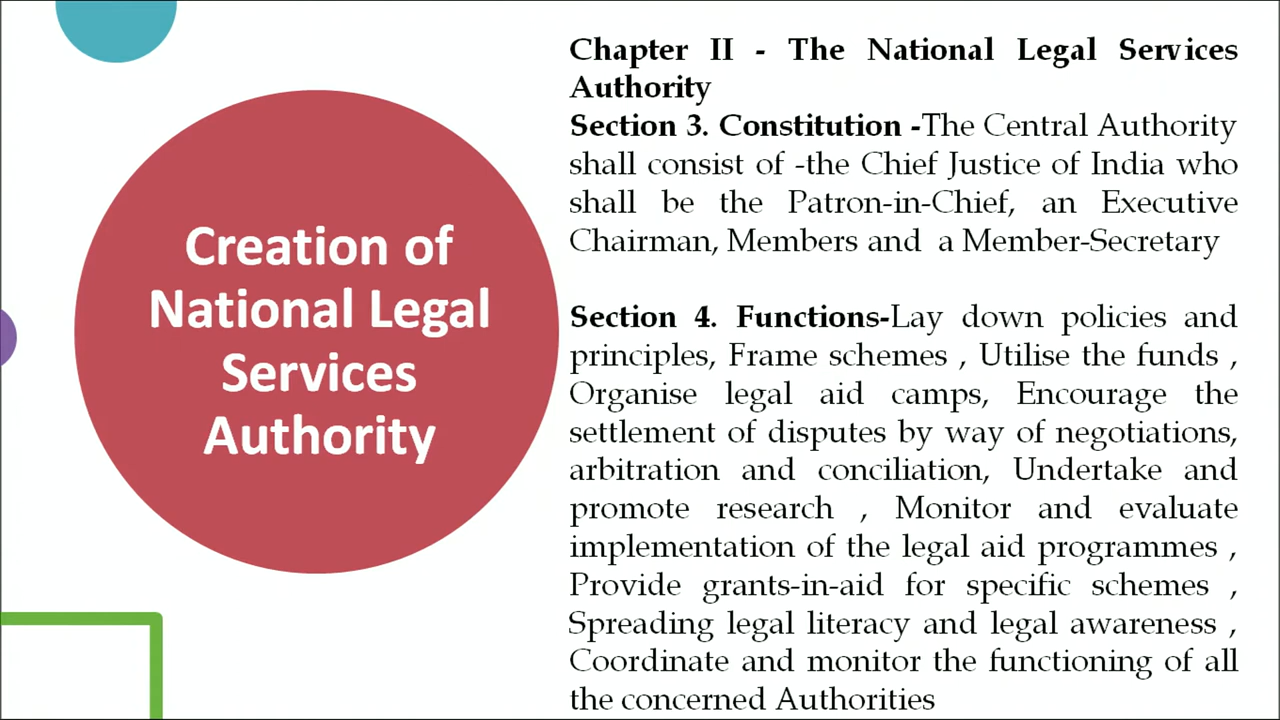 Creation of
National Legal
Services
Authority
Chapter II - The National Legal Services
Authority
Section 3. Constitution -The Central Authority
shall consist of -the Chief Justice of India who
shall be the Patron-in-Chief, an Executive
Chairman, Members and a Member-Secretary
Section 4. Functions-Lay down policies and
principles, Frame schemes , Utilise the funds ,
Organise legal aid camps, Encourage the
settlement of disputes by way of negotiations,
arbitration and conciliation, Undertake and
promote research , Monitor and evaluate
implementation of the legal aid programmes ,
Provide grants-in-aid for specific schemes ,
Spreading legal literacy and legal awareness ,
Coordinate and monitor the functioning of all
the concerned Authorities